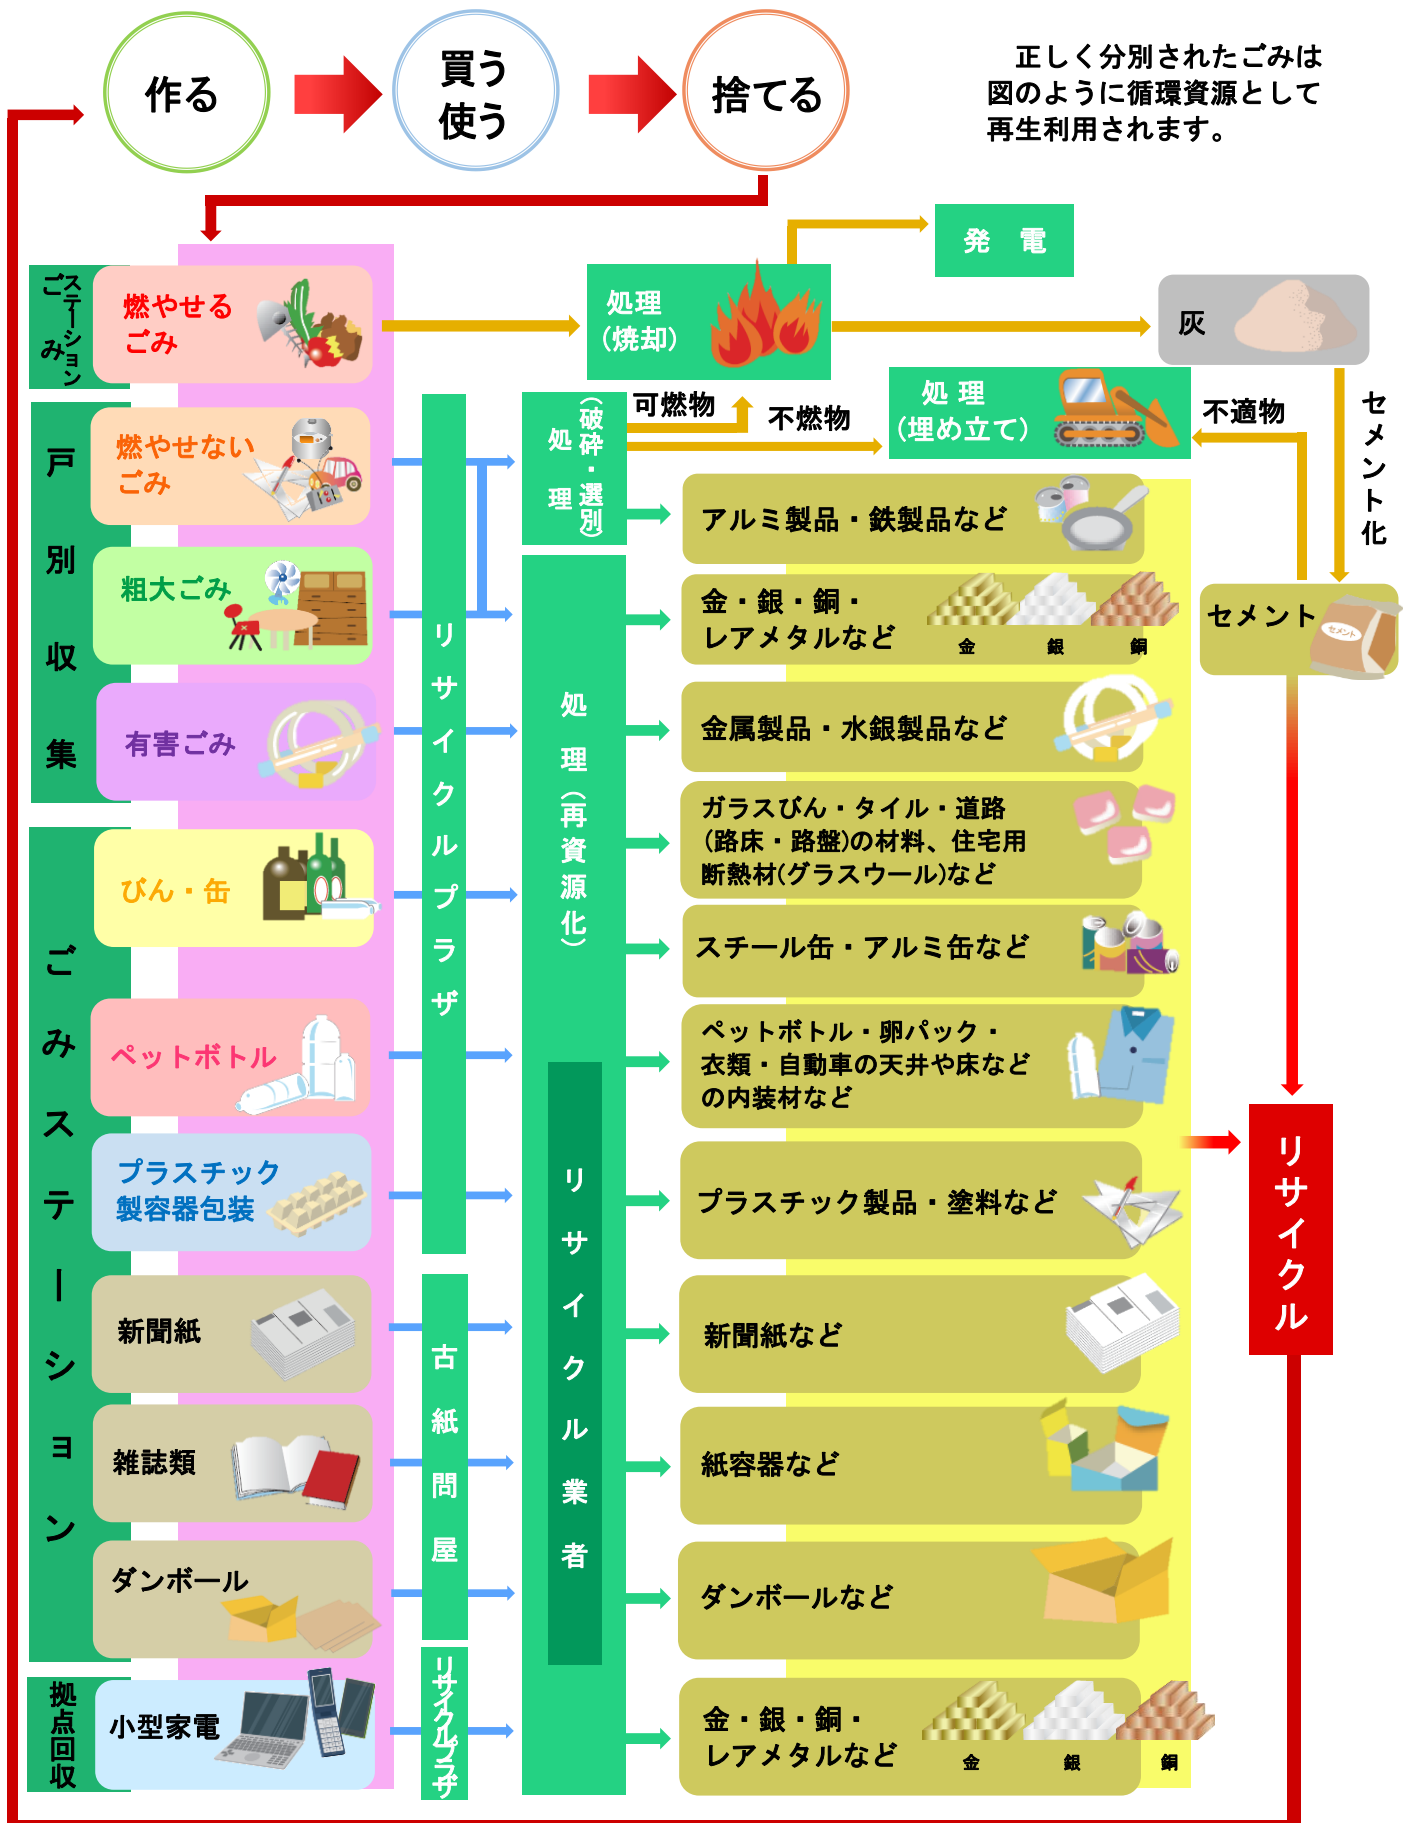 作る
買う
使う
捨てる
正しく分別されたごみは
図のように循環資源として
再生利用されます。
ごみ
ステーション
燃やせる
ごみ
処理
(焼却)
発 電
灰
戸別収集
燃やせない
ごみ
粗大ごみ
有害ごみ
リサイクルプラザ
処理
(破砕・選別)
可燃物
不燃物
処 理
(埋め立て)
不適物
セメント化
セメント
セメント
アルミ製品・鉄製品など
金・銀・銅・
レアメタルなど
金
銀
銅
処理(再資源化)
金属製品・水銀製品など
ガラスびん・タイル・道路
(路床・路盤)の材料、住宅用
断熱材(グラスウール)など
ごみステーション
びん・缶
スチール缶・アルミ缶など
ペットボトル
ペットボトル・卵パック・
衣類・自動車の天井や床など
の内装材など
プラスチック
製容器包装
リサイクル業者
プラスチック製品・塗料など
リサイクル
新聞紙
古紙問屋
新聞紙など
雑誌類
紙容器など
ダンボール
ダンボールなど
拠点回収
小型家電
リサイクルプラザ
金・銀・銅・
レアメタルなど
金
銀
銅